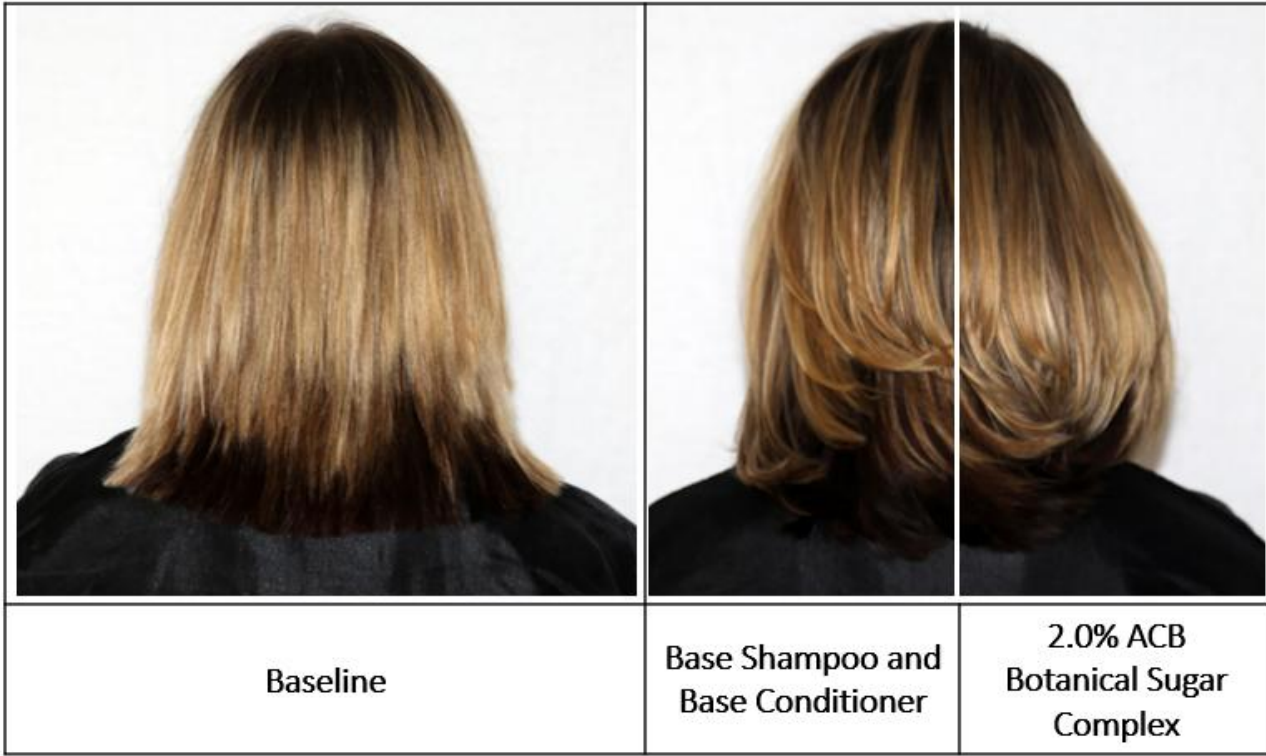 Baseline
Base Shampoo and
Base Conditioner
2.0% ACB
Botanical Sugar
Complex